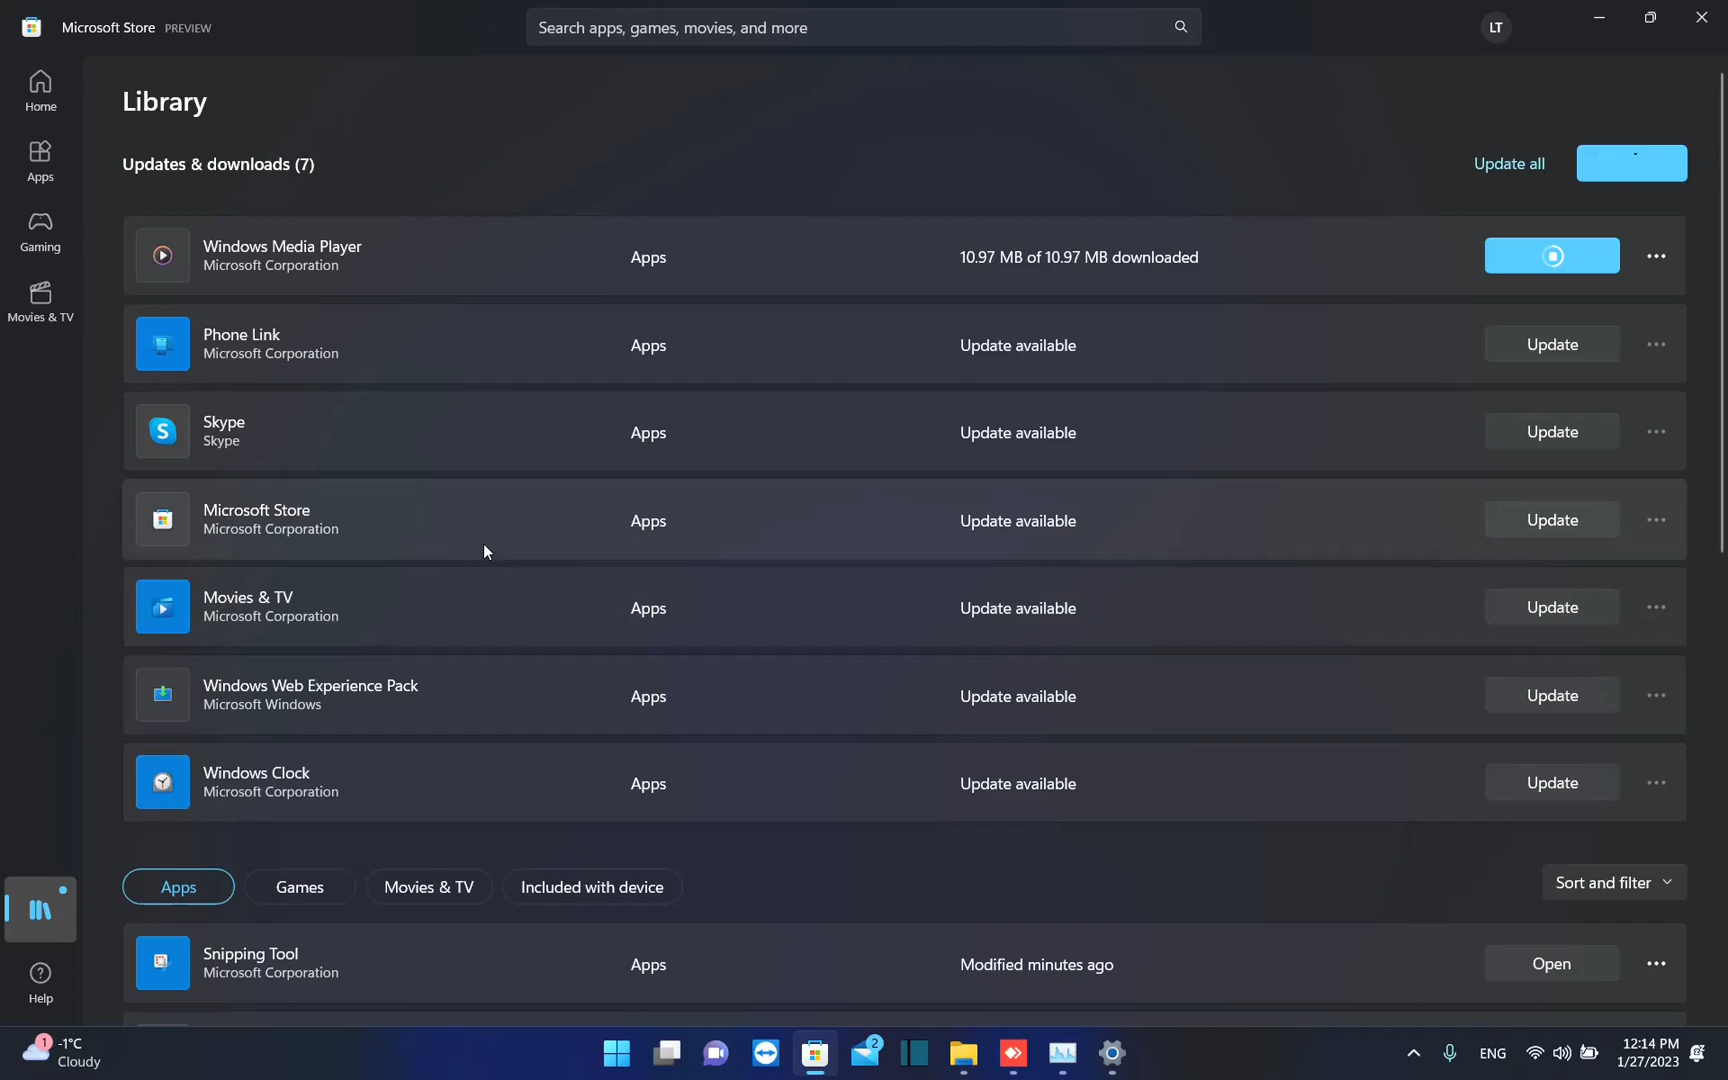 Microsoft Store PREVIEW
Search apps, games, movies, and more
LT
Home
Apps
Gaming
Movies & TV
Library
Updates & downloads (7)
Update all
Windows Media Player
Microsoft Corporation
Apps
10.97 MB of 10.97 MB downloaded
Phone Link
Microsoft Corporation
Apps
Update available
Update
Skype
Skype
Apps
Update available
Update
Microsoft Store
Microsoft Corporation
Apps
Update available
Update
Movies & TV
Microsoft Corporation
Apps
Update available
Update
Windows Web Experience Pack
Microsoft Windows
Apps
Update available
Update
Windows Clock
Microsoft Corporation
Apps
Update available
Update
Apps
Games
Movies & TV
Included with device
Sort and filter
Snipping Tool
Microsoft Corporation
Apps
Modified minutes ago
Open
Help
1
-1°C
Cloudy
2
ENG
12:14 PM
1/27/2023